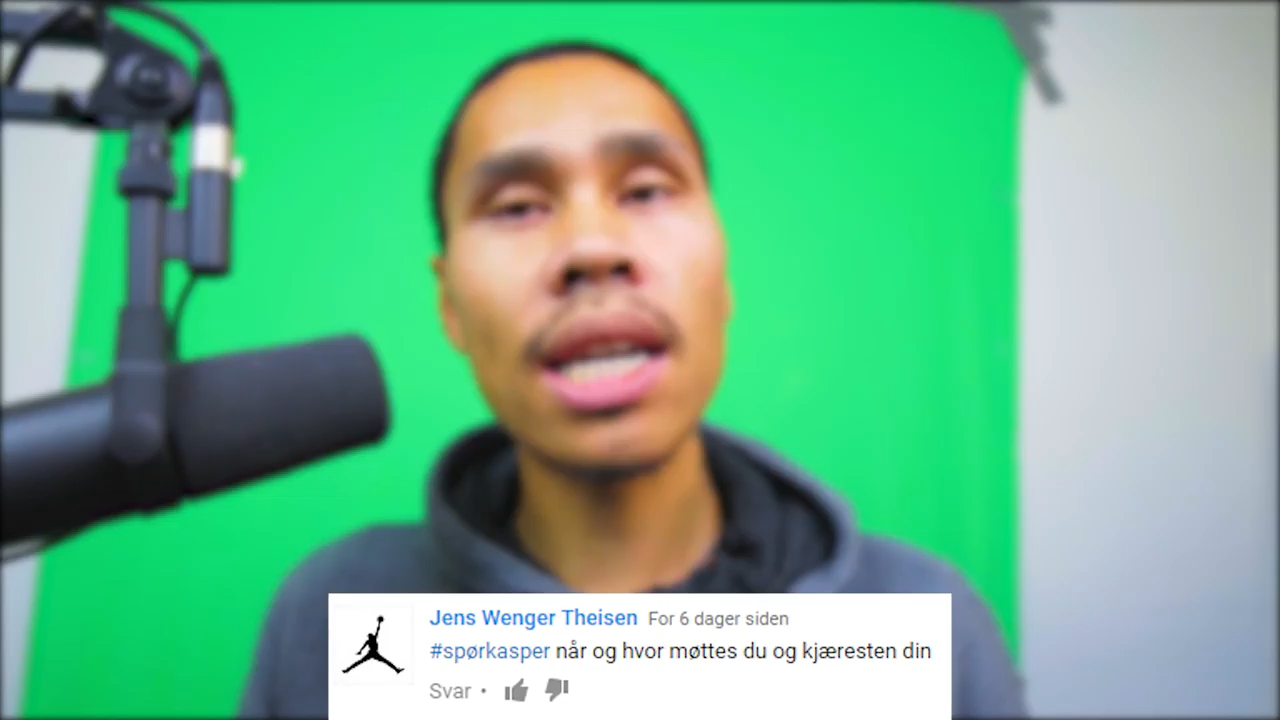 Jens Wenger Theisen For 6 dager siden
#spørkasper når og hvor møttes du og kjæresten din
Svar •